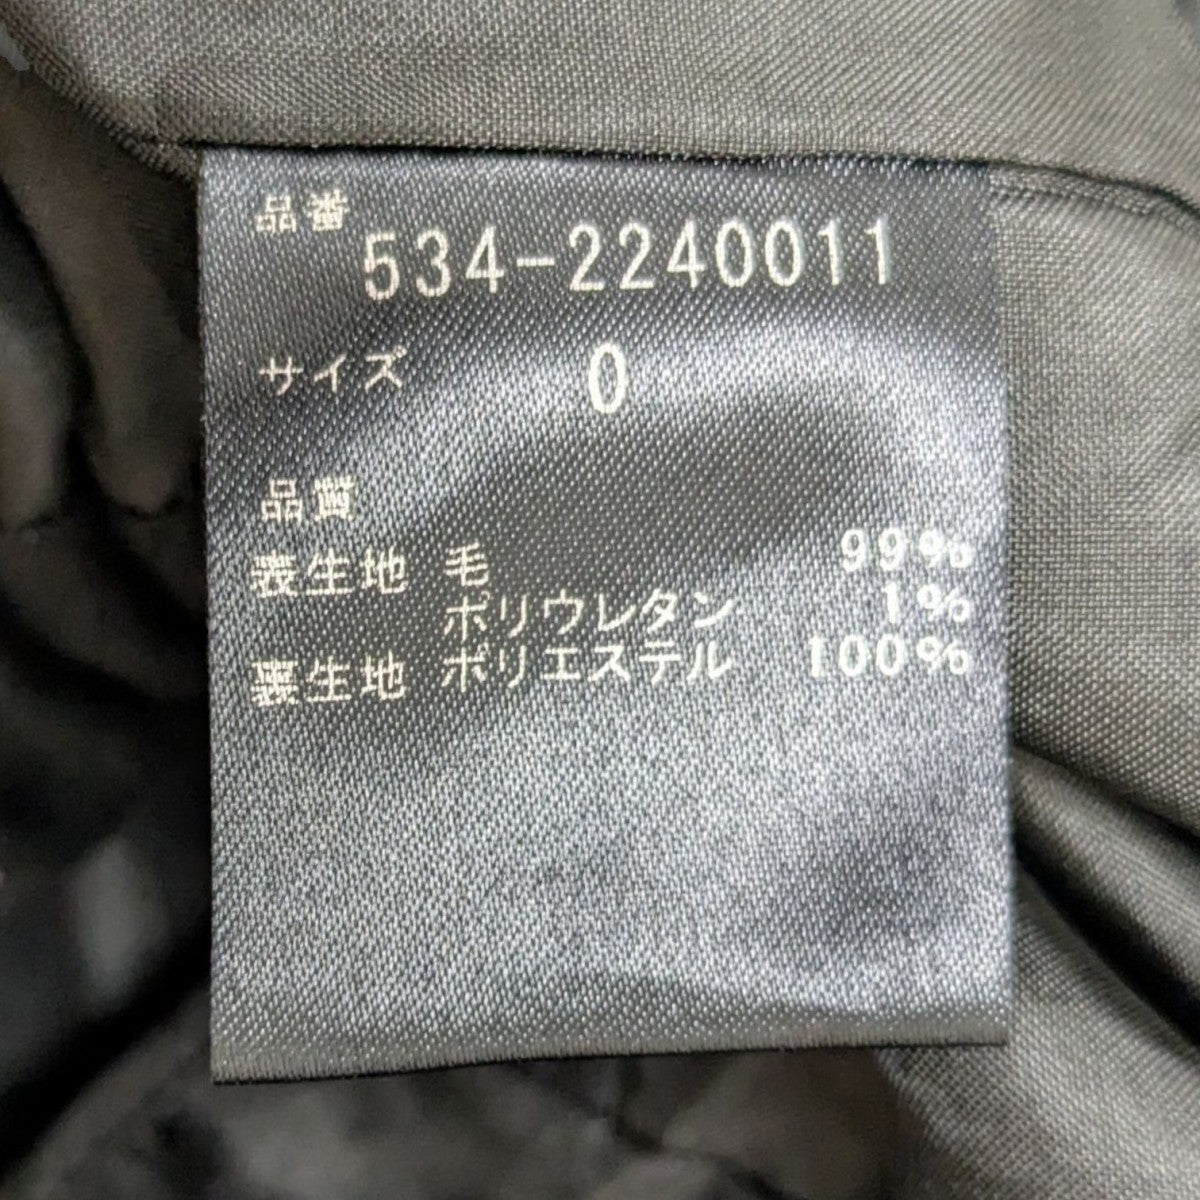 品番 534-2240011
サイズ 0
品質
表生地 毛 99%
ポリウレタン 1%
裏生地 ポリエステル 100%